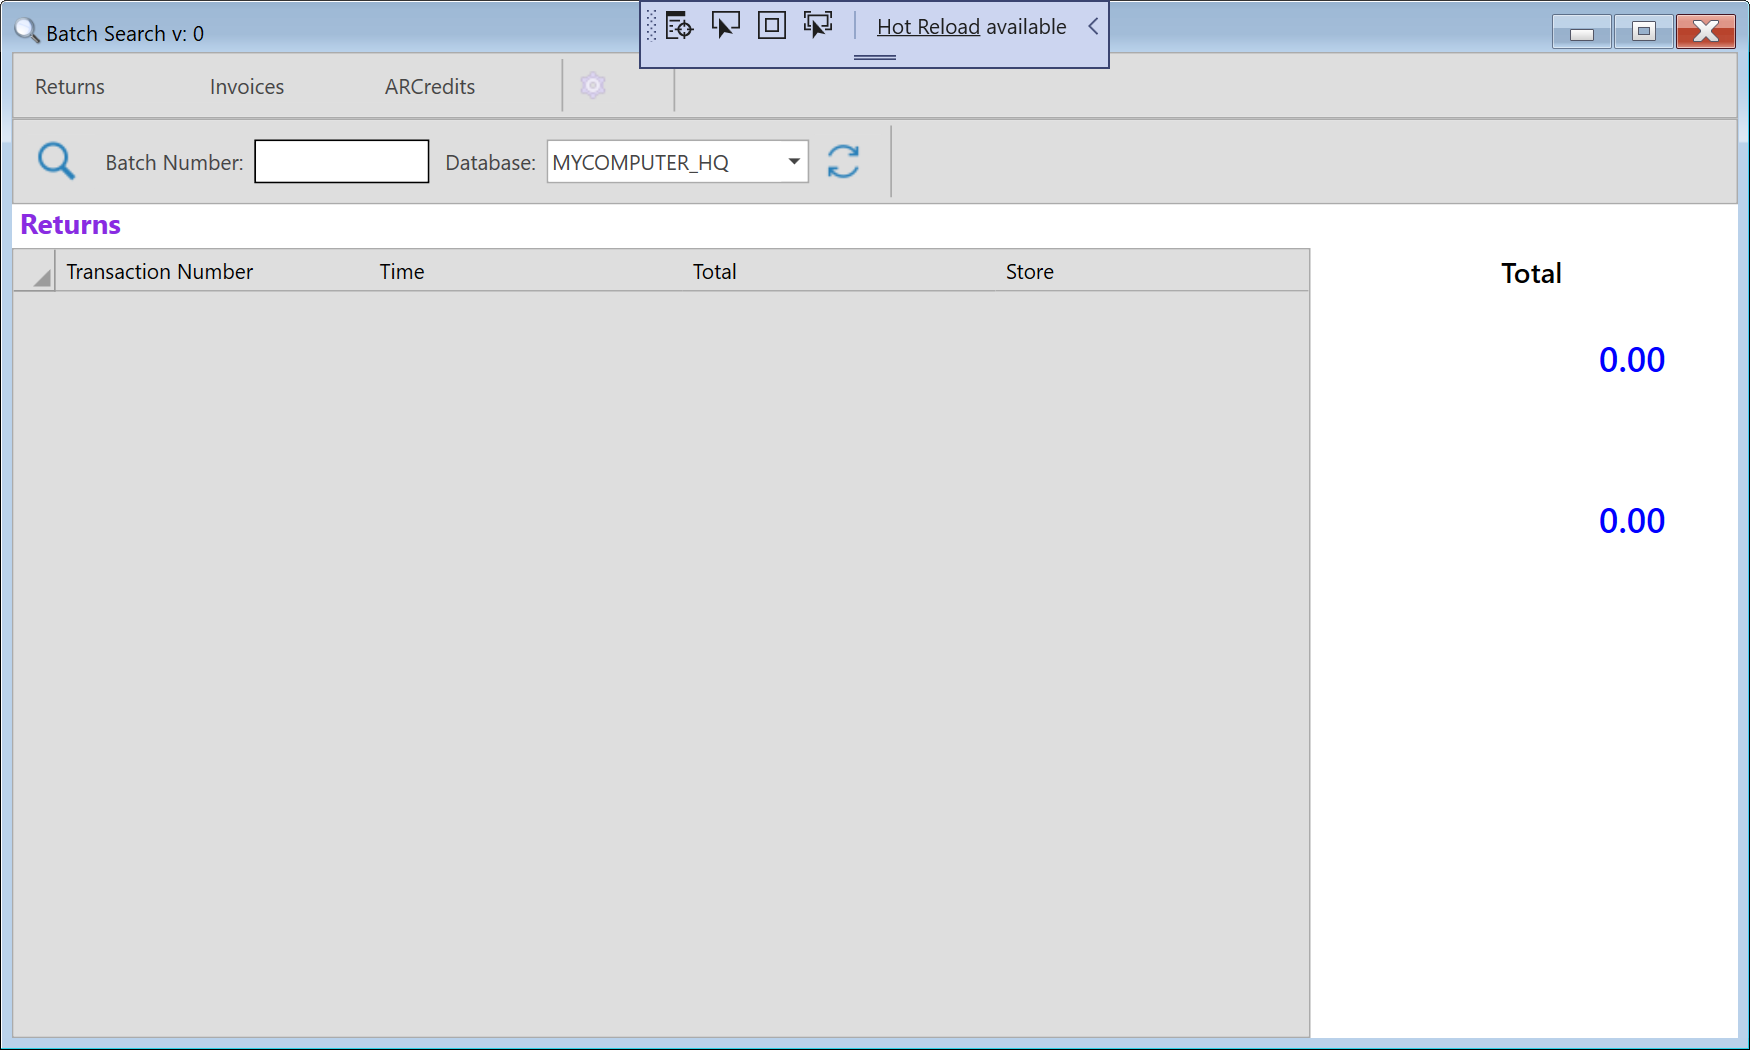 Batch Search v: 0
Hot Reload available
Returns Invoices ARCredits
Batch Number: Database: MYCOMPUTER_HQ
Returns
Transaction Number Time Total Store
Total
0.00
0.00